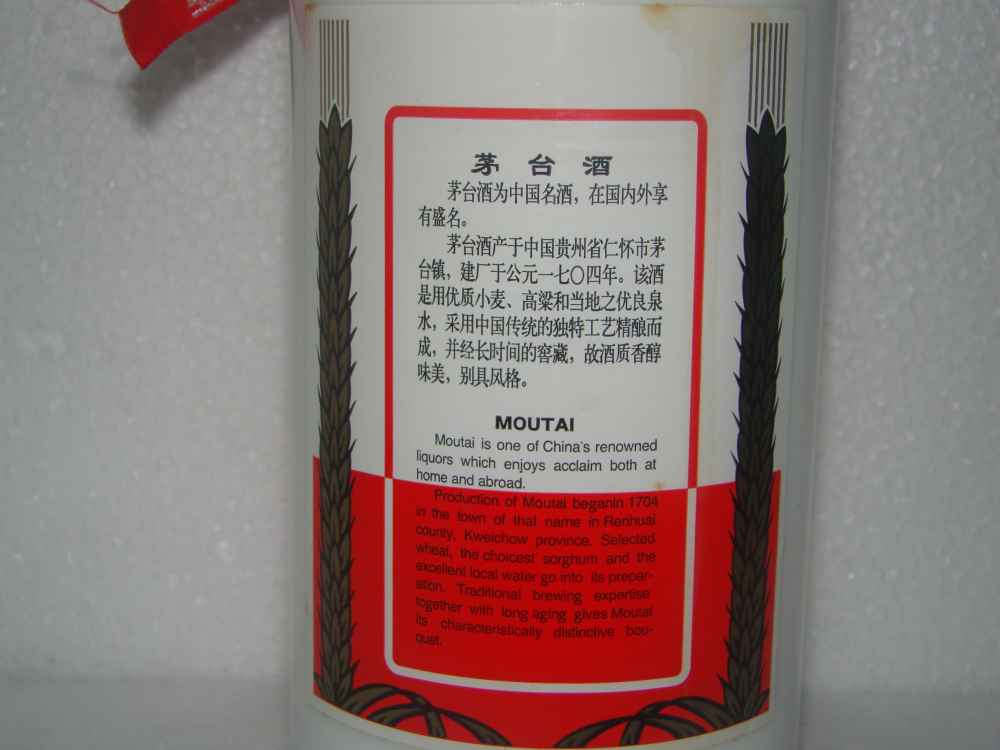 茅台酒
茅台酒为中国名酒，在国内外享
有盛名。
茅台酒产于中国贵州省仁怀市茅
台镇，建厂于公元一七〇四年。该酒
是用优质小麦、高粱和当地之优良泉
水，采用中国传统的独特工艺精酿而
成，并经长时间的窖藏，故酒质香醇
味美，别具风格。
MOUTAI
Moutai is one of China's renowned
liquors which enjoys acclaim both at
home and abroad.
Production of Moutai beganin 1704
in the town of that name in Renhuai
county, Kweichow province. Selected
wheat, the choicest sorghum and the
excellent local water go into its prepar-
ation. Traditional brewing expertise
together with long aging gives Moutai
its characteristically distinctive bou-
quet.